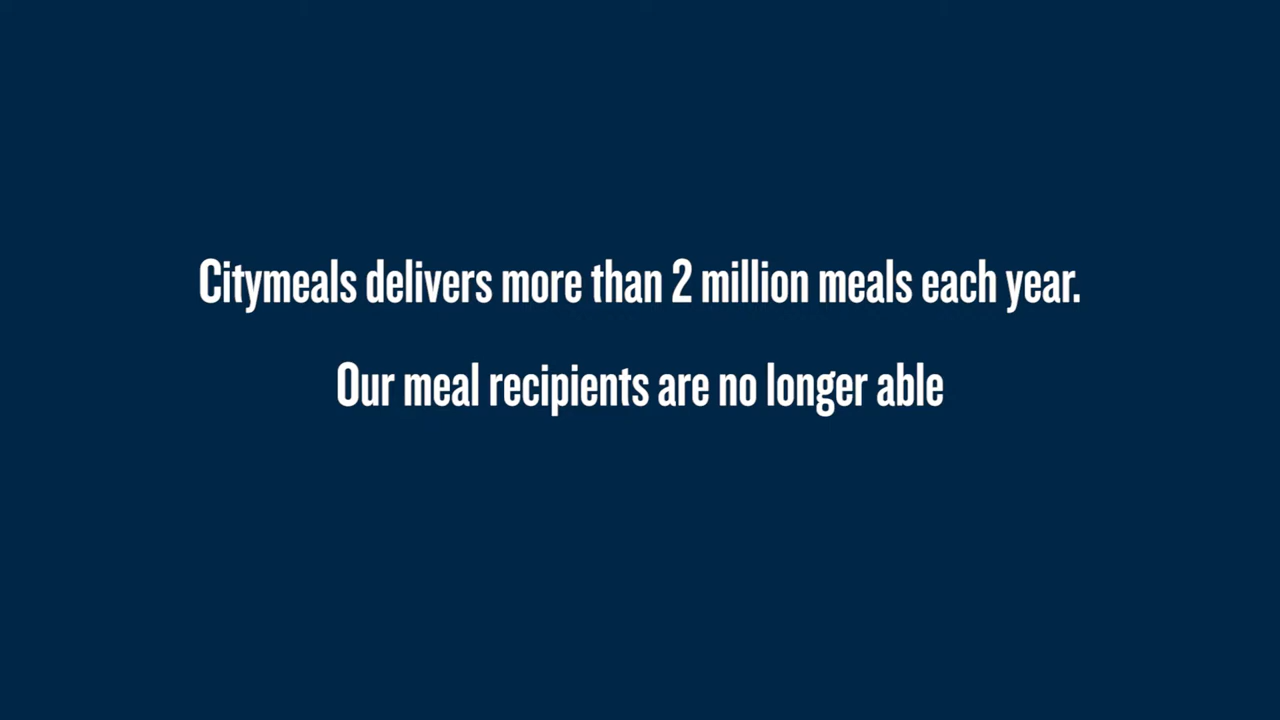 Citymeals delivers more than 2 million meals each year.
Our meal recipients are no longer able